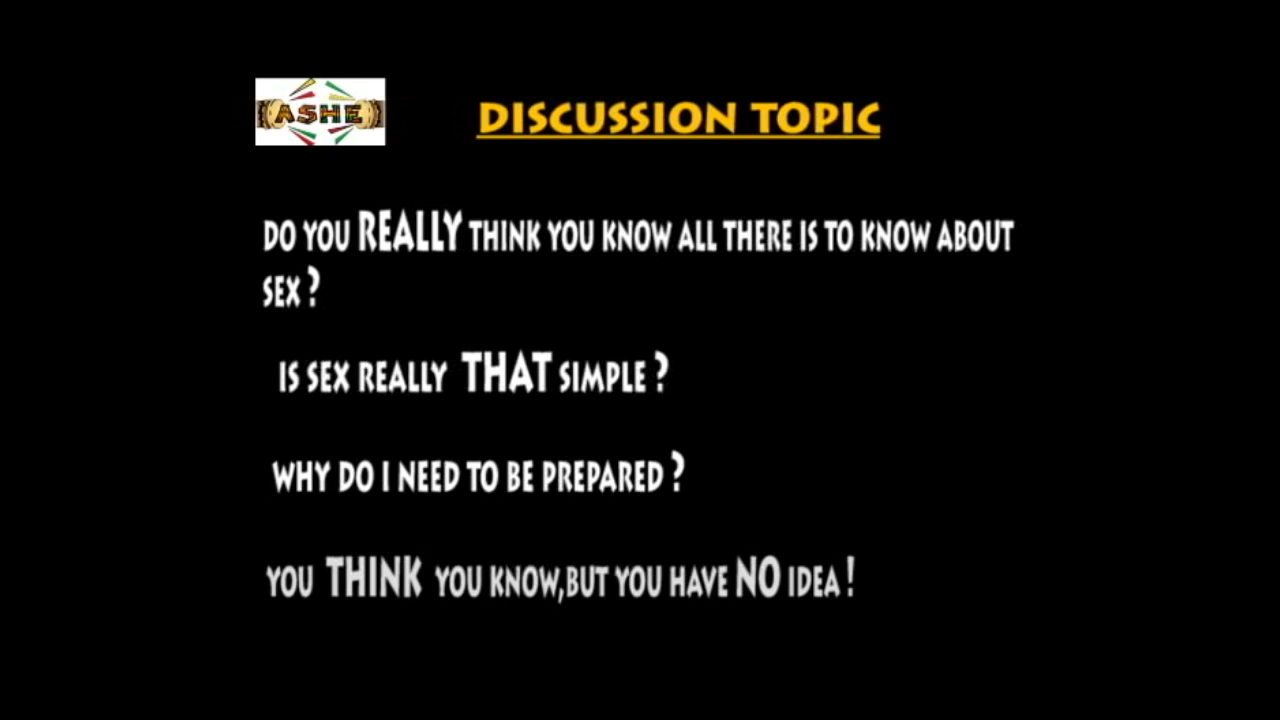 ASHE
DISCUSSION TOPIC
DO YOU REALLY THINK YOU KNOW ALL THERE IS TO KNOW ABOUT
SEX ?
IS SEX REALLY THAT SIMPLE ?
WHY DO I NEED TO BE PREPARED ?
YOU THINK YOU KNOW,BUT YOU HAVE NO IDEA !